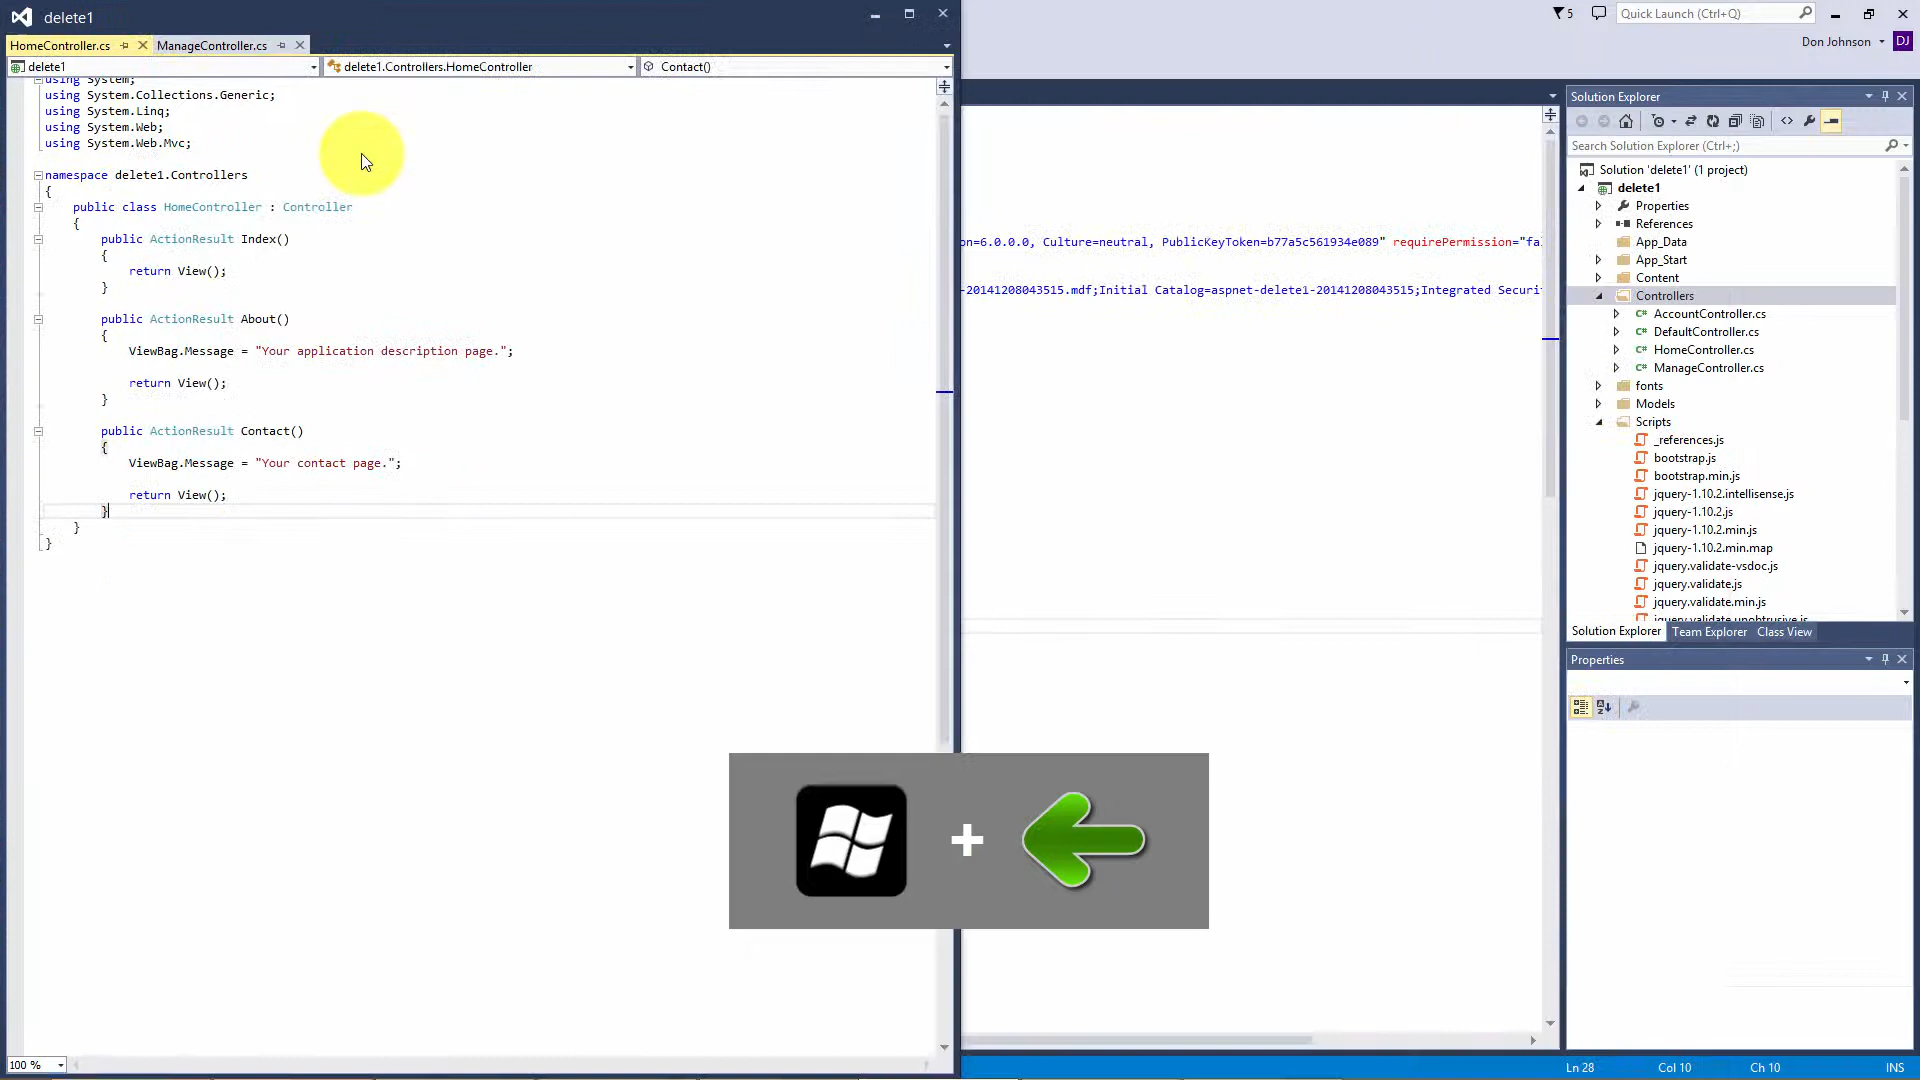 delete1
HomeController.cs
ManageController.cs
delete1
delete1.Controllers.HomeController
Contact()
using System;
using System.Collections.Generic;
using System.Linq;
using System.Web;
using System.Web.Mvc;
namespace delete1.Controllers
{
public class HomeController : Controller
{
public ActionResult Index()
{
return View();
}
public ActionResult About()
{
ViewBag.Message = "Your application description page.";
return View();
}
public ActionResult Contact()
{
ViewBag.Message = "Your contact page.";
return View();
}
}
}
100 %
+
5
Quick Launch (Ctrl+Q)
Don Johnson
DJ
on=6.0.0.0, Culture=neutral, PublicKeyToken=b77a5c561934e089" requirePermission="fa
-20141208043515.mdf;Initial Catalog=aspnet-delete1-20141208043515;Integrated Securi
Solution Explorer
Search Solution Explorer (Ctrl+;)
Solution 'delete1' (1 project)
delete1
Properties
References
App_Data
App_Start
Content
Controllers
C# AccountController.cs
C# DefaultController.cs
C# HomeController.cs
C# ManageController.cs
fonts
Models
Scripts
_references.js
bootstrap.js
bootstrap.min.js
jquery-1.10.2.intellisense.js
jquery-1.10.2.js
jquery-1.10.2.min.js
jquery-1.10.2.min.map
jquery.validate-vsdoc.js
jquery.validate.js
jquery.validate.min.js
jquery.validate.unobtrusive.js
Solution Explorer
Team Explorer
Class View
Properties
Ln 28
Col 10
Ch 10
INS